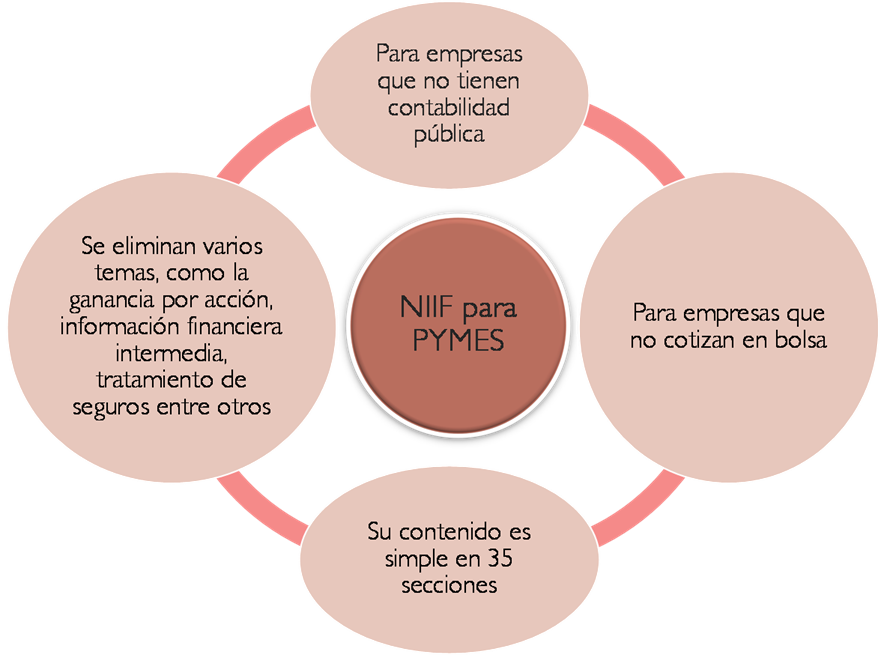 Para empresas
que no tienen
contabilidad
pública
Se eliminan varios
temas, como la
ganancia por acción,
información financiera
intermedia,
tratamiento de
seguros entre otros
NIIF para
PYMES
Para empresas que
no cotizan en bolsa
Su contenido es
simple en 35
secciones